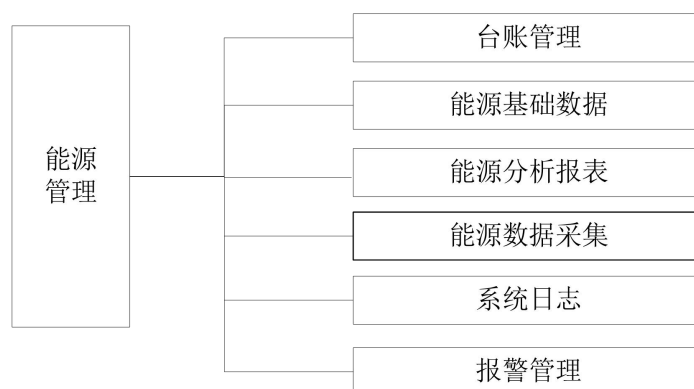 能源
管理
台账管理
能源基础数据
能源分析报表
能源数据采集
系统日志
报警管理